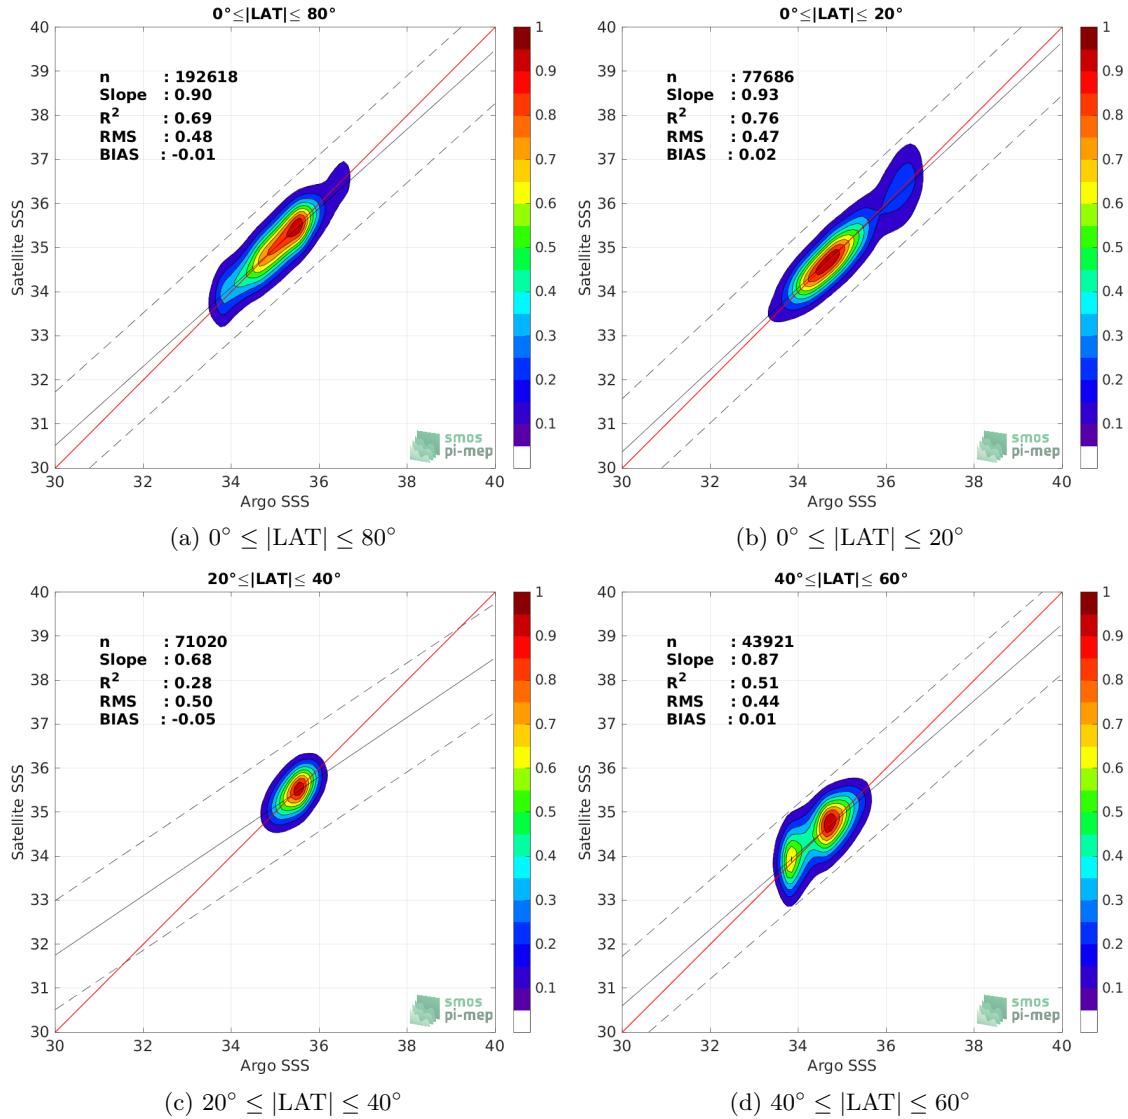 0°≤|LAT|≤ 80°
40
39
38
37
36
35
34
33
32
31
30
30
32
34
36
38
40
Satellite SSS
Argo SSS
n : 192618
Slope : 0.90
R² : 0.69
RMS : 0.48
BIAS : -0.01
smos
pi-mep
1
0.9
0.8
0.7
0.6
0.5
0.4
0.3
0.2
0.1
(a) 0° ≤ |LAT| ≤ 80°
0°≤|LAT|≤ 20°
40
39
38
37
36
35
34
33
32
31
30
30
32
34
36
38
40
Satellite SSS
Argo SSS
n : 77686
Slope : 0.93
R² : 0.76
RMS : 0.47
BIAS : 0.02
smos
pi-mep
1
0.9
0.8
0.7
0.6
0.5
0.4
0.3
0.2
0.1
(b) 0° ≤ |LAT| ≤ 20°
20°≤|LAT|≤ 40°
40
39
38
37
36
35
34
33
32
31
30
30
32
34
36
38
40
Satellite SSS
Argo SSS
n : 71020
Slope : 0.68
R² : 0.28
RMS : 0.50
BIAS : -0.05
smos
pi-mep
1
0.9
0.8
0.7
0.6
0.5
0.4
0.3
0.2
0.1
(c) 20° ≤ |LAT| ≤ 40°
40°≤|LAT|≤ 60°
40
39
38
37
36
35
34
33
32
31
30
30
32
34
36
38
40
Satellite SSS
Argo SSS
n : 43921
Slope : 0.87
R² : 0.51
RMS : 0.44
BIAS : 0.01
smos
pi-mep
1
0.9
0.8
0.7
0.6
0.5
0.4
0.3
0.2
0.1
(d) 40° ≤ |LAT| ≤ 60°